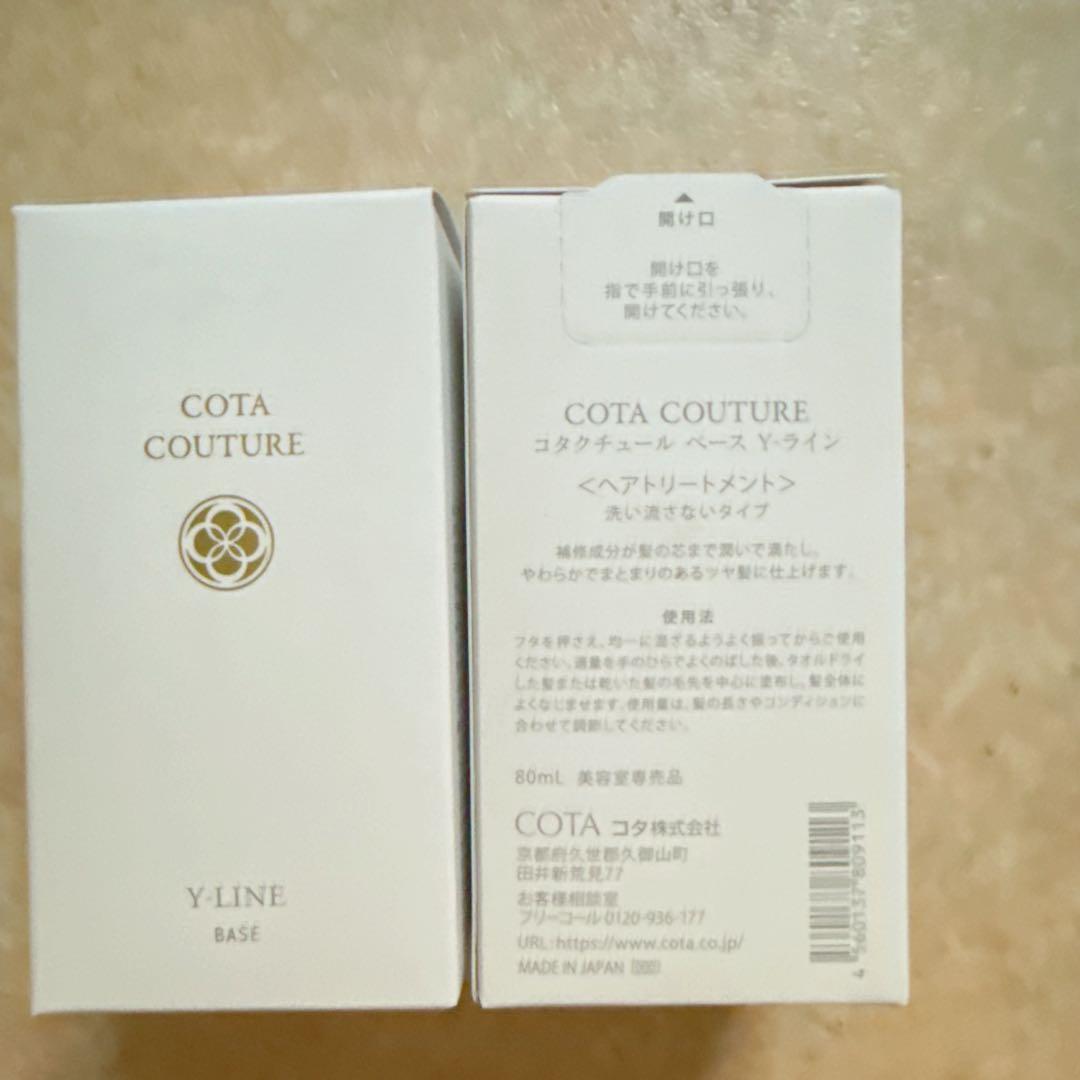 COTA
COUTURE
Y-LINE
BASE
開け口
開け口を
指で手前に引っ張り、
開けてください。
COTA COUTURE
コタクチュール ベース Y-ライン
<ヘアトリートメント>
洗い流さないタイプ
補修成分が髪の芯まで潤いで満たし、
やわらかでまとまりのあるツヤ髪に仕上げます。
使用法
フタを押さえ、均一に混ざるようよく振ってからご使用
ください。適量を手のひらでよくのばした後、タオルドライ
した髪または乾いた髪の毛先を中心に塗布し、髪全体に
よくなじませます。使用量は、髪の長さやコンディションに
合わせて調節してください。
80mL 美容室専売品
COTA コタ株式会社
京都府久世郡久御山町
田井新荒見77
お客様相談室
フリーコール 0120-936-177
URL:https://www.cota.co.jp/
MADE IN JAPAN
4 560137 809113